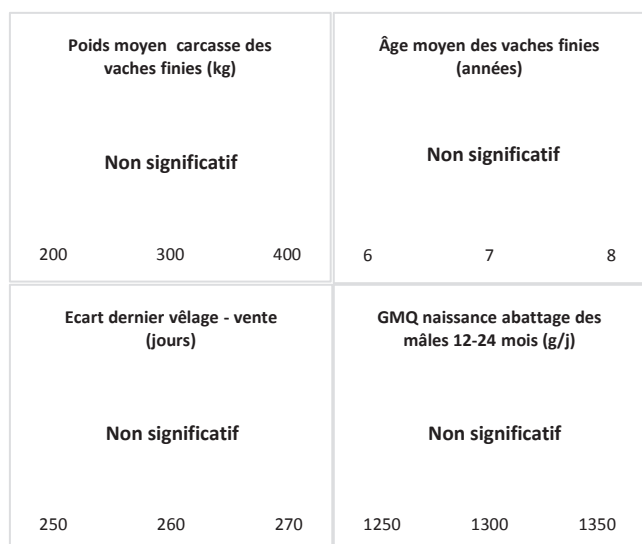 Poids moyen carcasse des
vaches finies (kg)
Non significatif
200 300 400
Âge moyen des vaches finies
(années)
Non significatif
6 7 8
Ecart dernier vêlage - vente
(jours)
Non significatif
250 260 270
GMQ naissance abattage des
mâles 12-24 mois (g/j)
Non significatif
1250 1300 1350